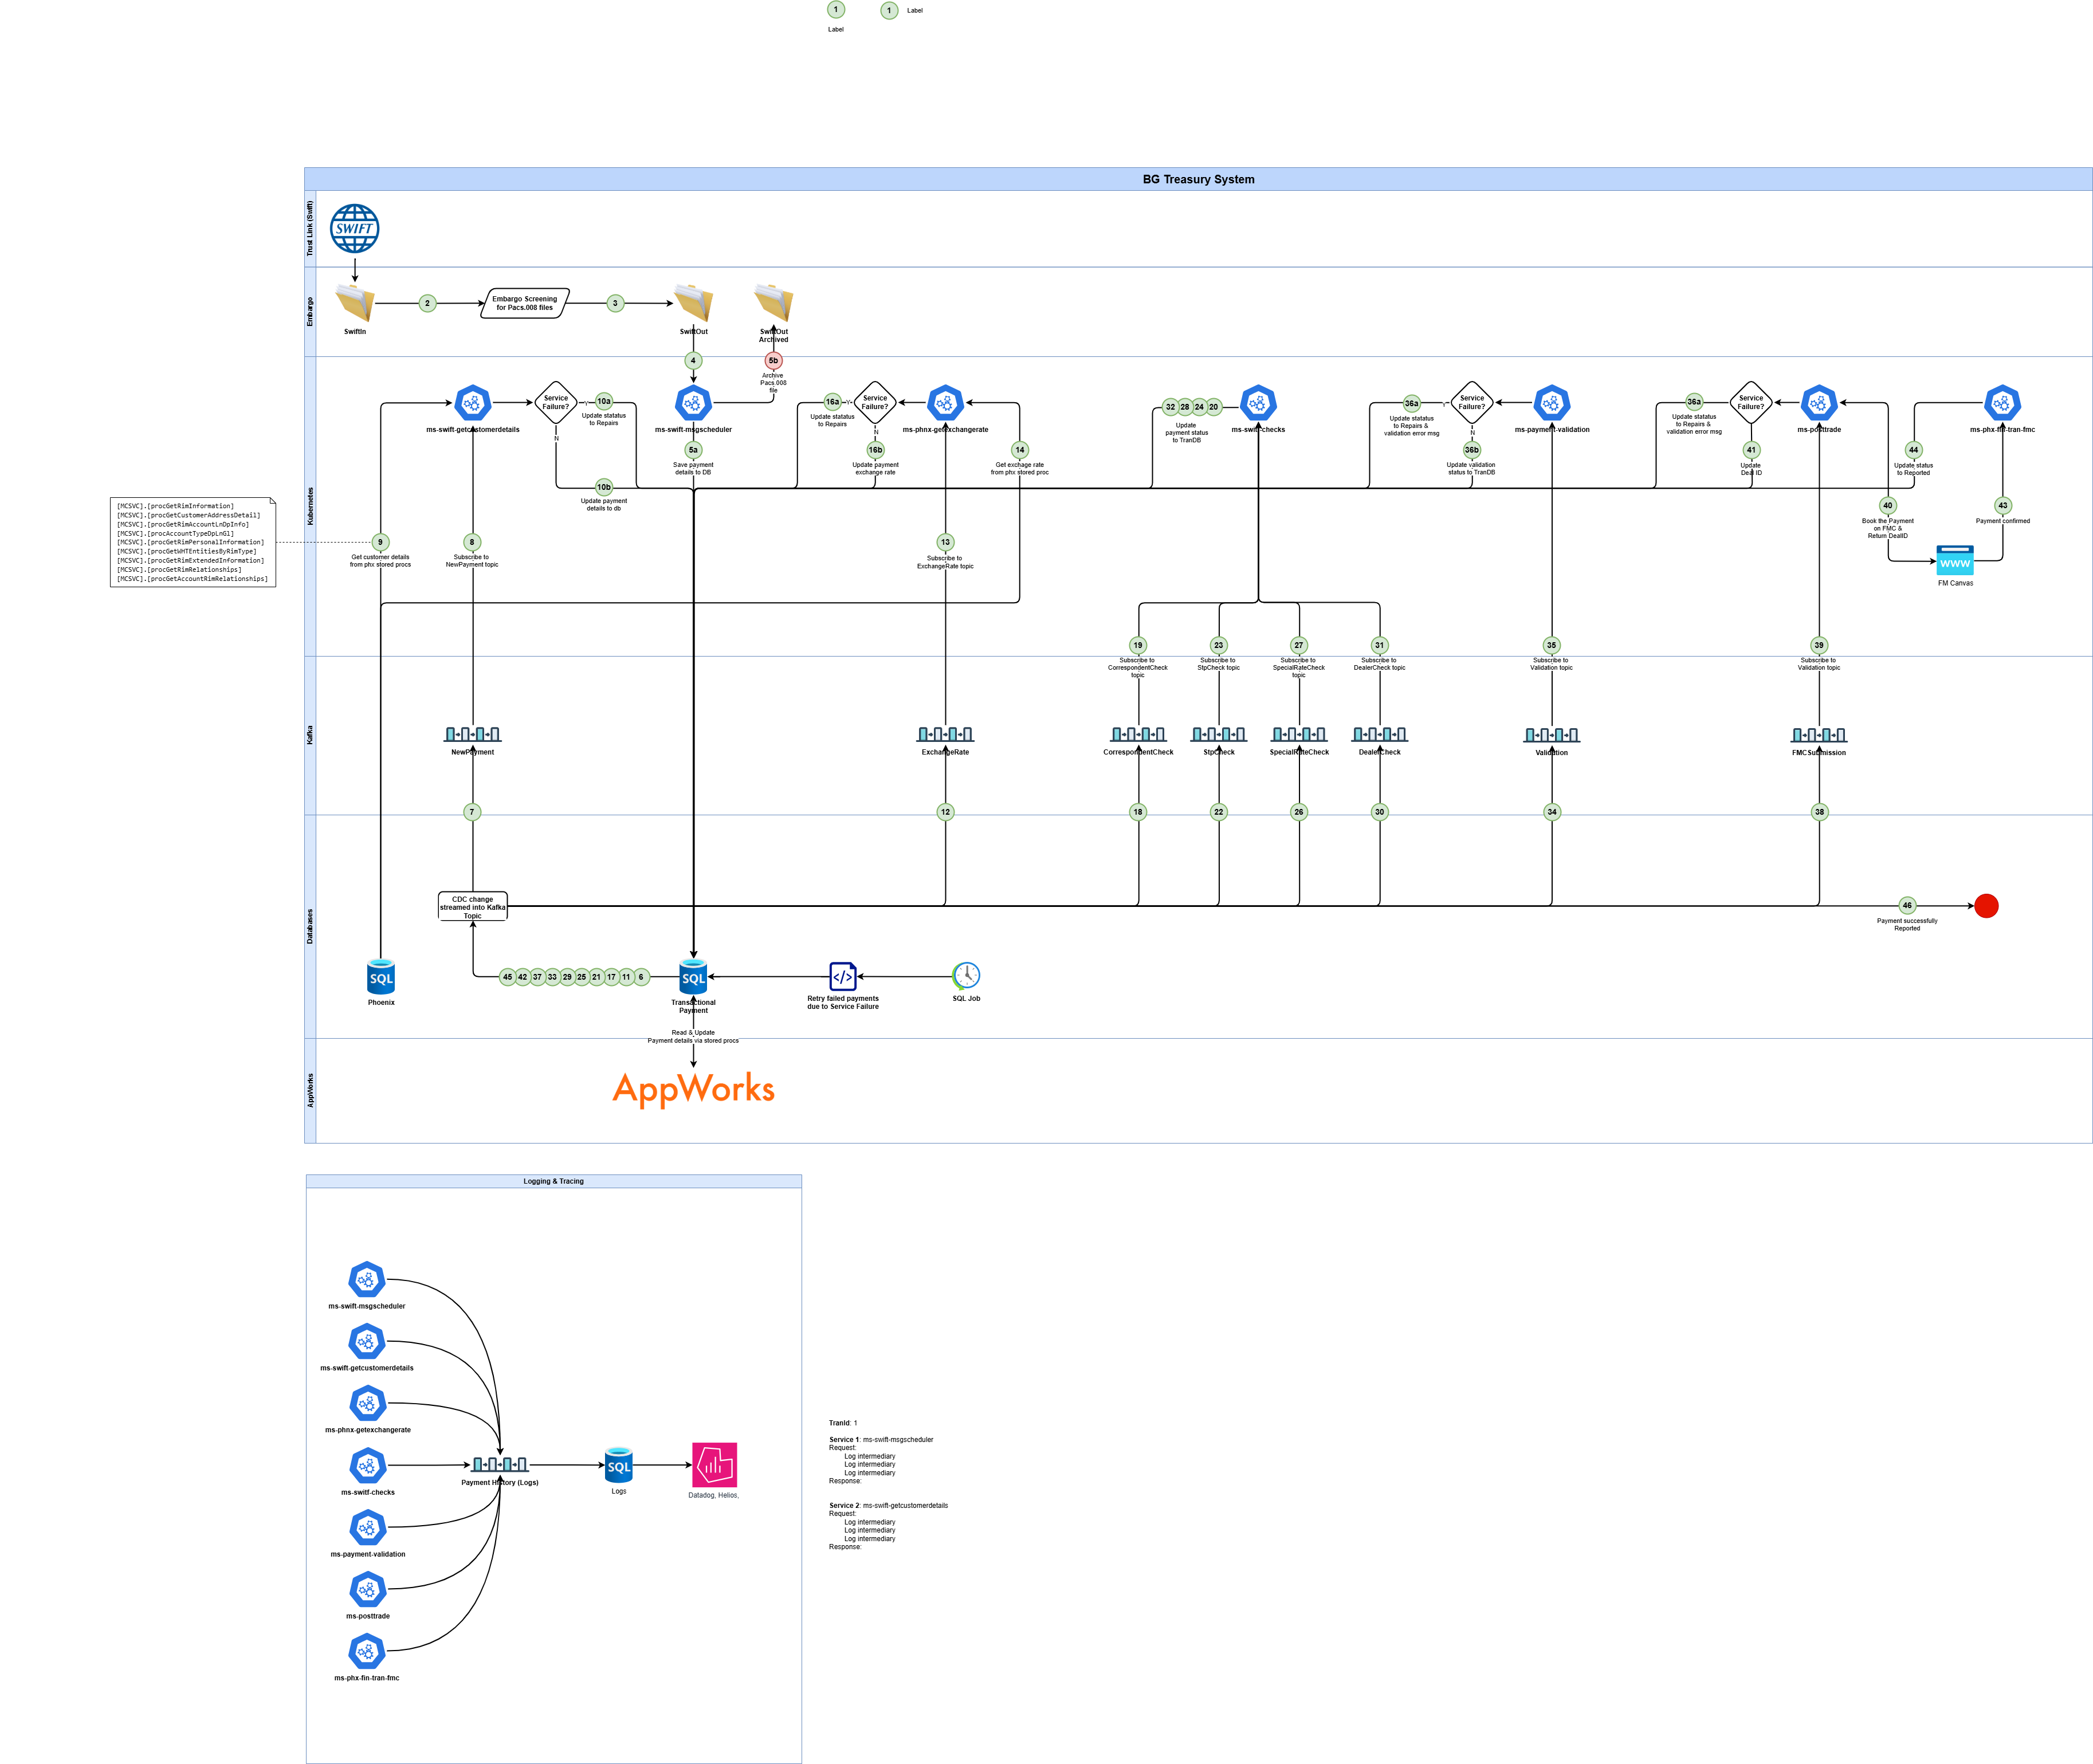 1
1
Label
Label
BG Treasury System
Trust Link (Swift)
SWIFT
Embargo
SwiftIn
2
Embargo Screening
for Pacs.008 files
3
SwiftOut
SwiftOut
Archived
4
5b
Archive
Pacs.008
file
Kubernetes
ms-swift-getcustomerdetails
Service
Failure?
Y
10a
Update statatus
to Repairs
N
10b
Update payment
details to db
ms-swift-msgscheduler
5a
Save payment
details to DB
16a
Y
Update statatus
to Repairs
Service
Failure?
N
16b
Update payment
exchange rate
ms-phnx-getexchangerate
14
Get exchage rate
from phx stored proc
32
28
24
20
Update
payment status
to TranDB
ms-swift-checks
36a
Y
Update statatus
to Repairs &
validation error msg
Service
Failure?
N
36b
Update validation
status to TranDB
ms-payment-validation
36a
Update statatus
to Repairs &
validation error msg
Service
Failure?
41
Update
Deal ID
ms-posttrade
44
Update status
to Reported
ms-phx-fin-tran-fmc
40
Book the Payment
on FMC &
Return DealID
43
Payment confirmed
WWW
FM Canvas
[MCSVC].[procGetRimInformation]
[MCSVC].[procGetCustomerAddressDetail]
[MCSVC].[procGetRimAccountLnDpInfo]
[MCSVC].[procAccountTypeDpLnGl]
[MCSVC].[procGetRimPersonalInformation]
[MCSVC].[procGetWHTEntitiesByRimType]
[MCSVC].[procGetRimExtendedInformation]
[MCSVC].[procGetRimRelationships]
[MCSVC].[procGetAccountRimRelationships]
9
Get customer details
from phx stored procs
8
Subscribe to
NewPayment topic
13
Subscribe to
ExchangeRate topic
19
Subscribe to
CorrespondentCheck
topic
23
Subscribe to
StpCheck topic
27
Subscribe to
SpecialRateCheck
topic
31
Subscribe to
DealerCheck topic
35
Subscribe to
Validation topic
39
Subscribe to
Validation topic
Kafka
NewPayment
ExchangeRate
CorrespondentCheck
StpCheck
SpecialRateCheck
DealerCheck
Validation
FMCSubmission
7
12
18
22
26
30
34
38
Databases
CDC change
streamed into Kafka
Topic
46
Payment successfully
Reported
SQL
Phoenix
45
42
37
33
29
25
21
17
11
6
SQL
Transactional
Payment
Retry failed payments
due to Service Failure
SQL Job
Read & Update
Payment details via stored procs
AppWorks
AppWorks
Logging & Tracing
ms-swift-msgscheduler
ms-swift-getcustomerdetails
ms-phnx-getexchangerate
ms-switf-checks
ms-payment-validation
ms-posttrade
ms-phx-fin-tran-fmc
Payment History (Logs)
SQL
Logs
Datadog, Helios,
TranId: 1
Service 1: ms-swift-msgscheduler
Request:
Log intermediary
Log intermediary
Log intermediary
Response:
Service 2: ms-swift-getcustomerdetails
Request:
Log intermediary
Log intermediary
Log intermediary
Response: